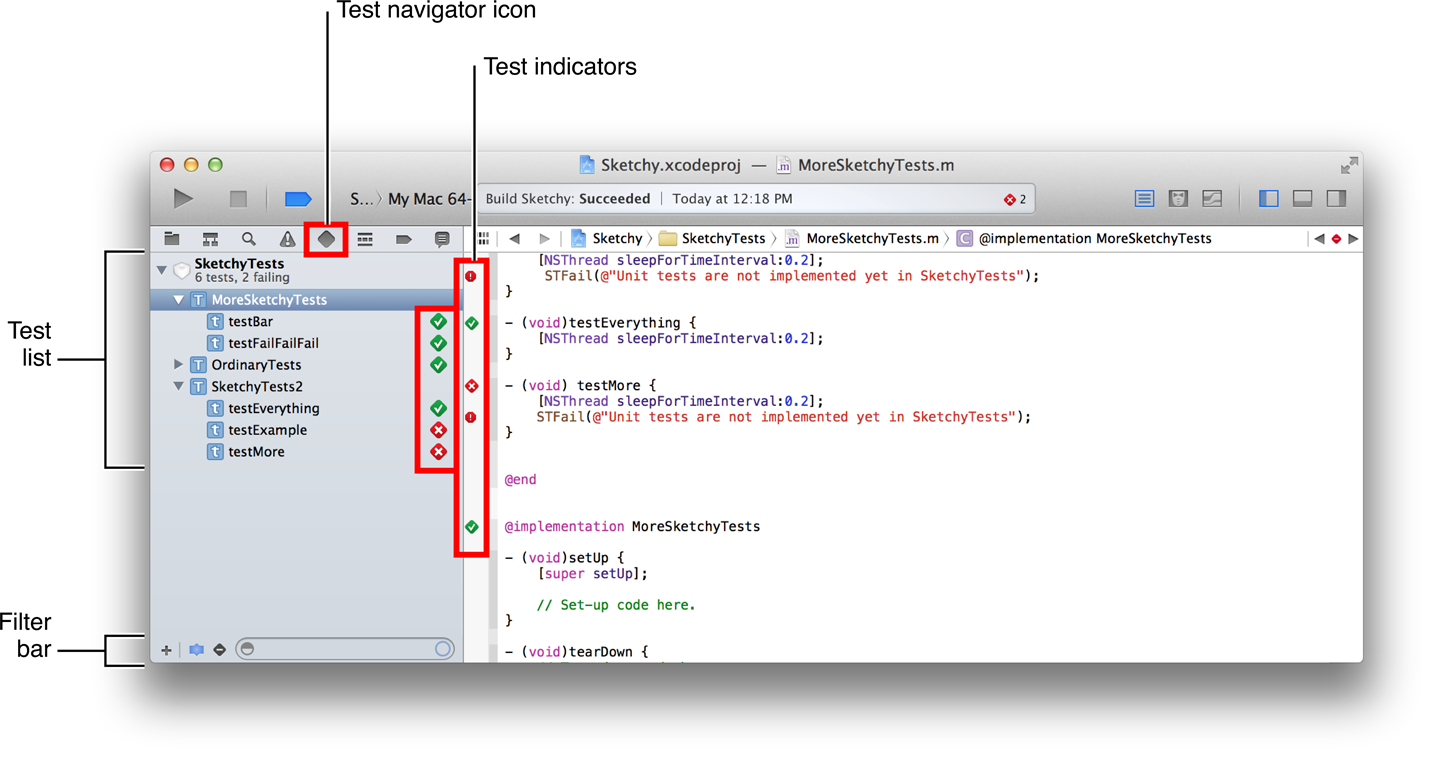 Test navigator icon
Test indicators
Sketchy.xcodeproj — MoreSketchyTests.m
S... 〉 My Mac 64-
Build Sketchy: Succeeded | Today at 12:18 PM
2
Sketchy 〉 SketchyTests 〉 MoreSketchyTests.m 〉 C @implementation MoreSketchyTests
Test
list
SketchyTests
6 tests, 2 failing
T MoreSketchyTests
t testBar
t testFailFailFail
T OrdinaryTests
T SketchyTests2
t testEverything
t testExample
t testMore
Filter
bar
[NSThread sleepForTimeInterval:0.2];
STFail(@"Unit tests are not implemented yet in SketchyTests");
}
- (void)testEverything {
[NSThread sleepForTimeInterval:0.2];
}
- (void) testMore {
[NSThread sleepForTimeInterval:0.2];
STFail(@"Unit tests are not implemented yet in SketchyTests");
}
@end
@implementation MoreSketchyTests
- (void)setUp {
[super setUp];
// Set-up code here.
}
- (void)tearDown {